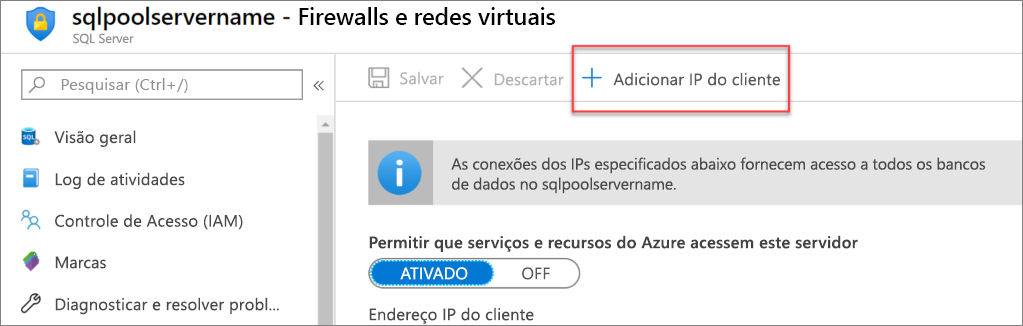 sqlpoolservername - Firewalls e redes virtuais
SQL Server
Pesquisar (Ctrl+/)
«
Salvar
Descartar
Adicionar IP do cliente
SQL
Visão geral
Log de atividades
Controle de Acesso (IAM)
Marcas
Diagnosticar e resolver probl...
As conexões dos IPs especificados abaixo fornecem acesso a todos os bancos
de dados no sqlpoolservername.
Permitir que serviços e recursos do Azure acessem este servidor
ATIVADO OFF
Endereço IP do cliente